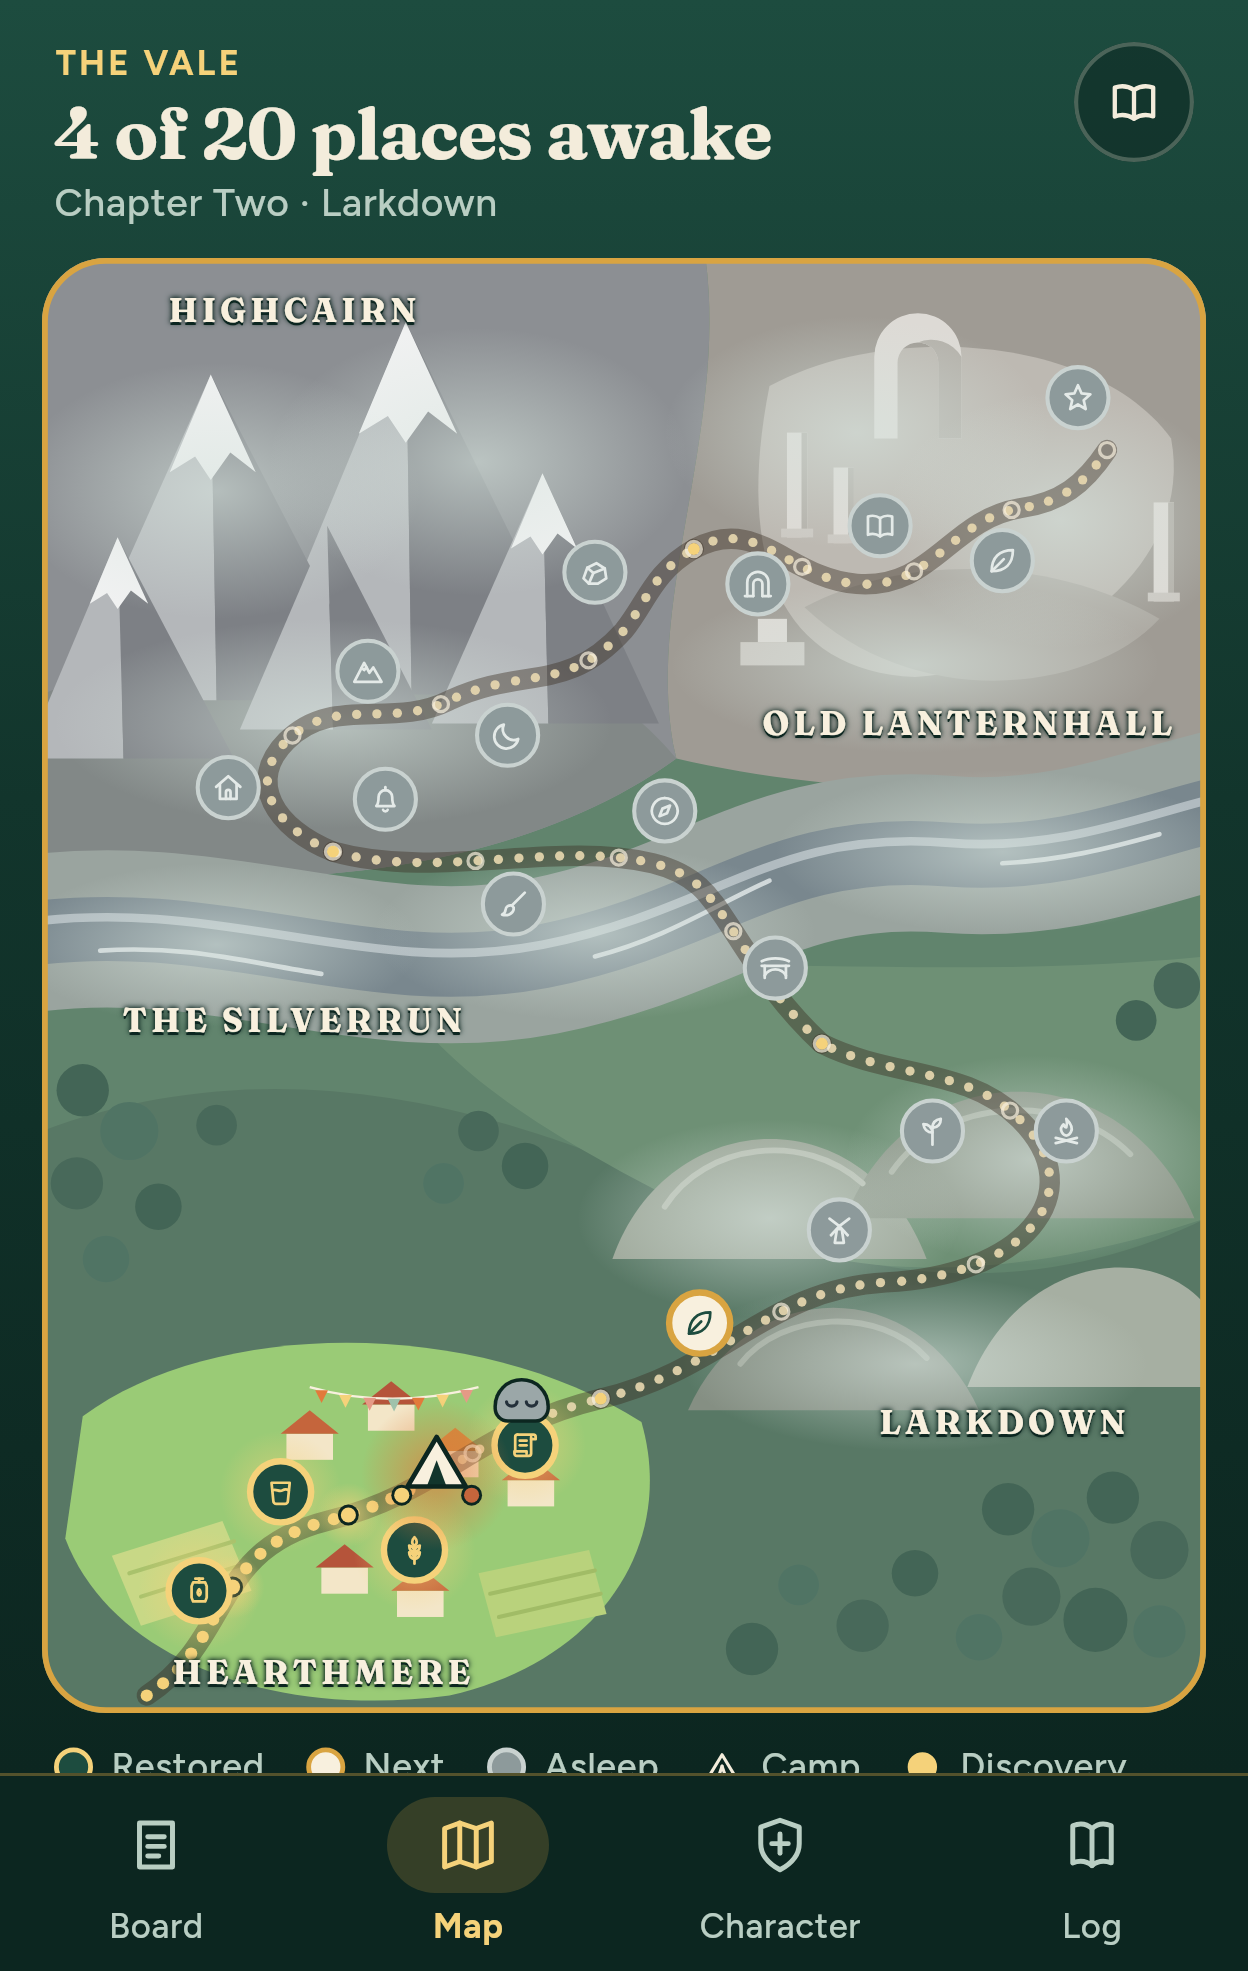 THE VALE
4 of 20 places awake
Chapter Two · Larkdown
HIGHCAIRN
OLD LANTERNHALL
THE SILVERRUN
LARKDOWN
HEARTHMERE
Restored Next Asleep Camp Discovery
Board Map Character Log